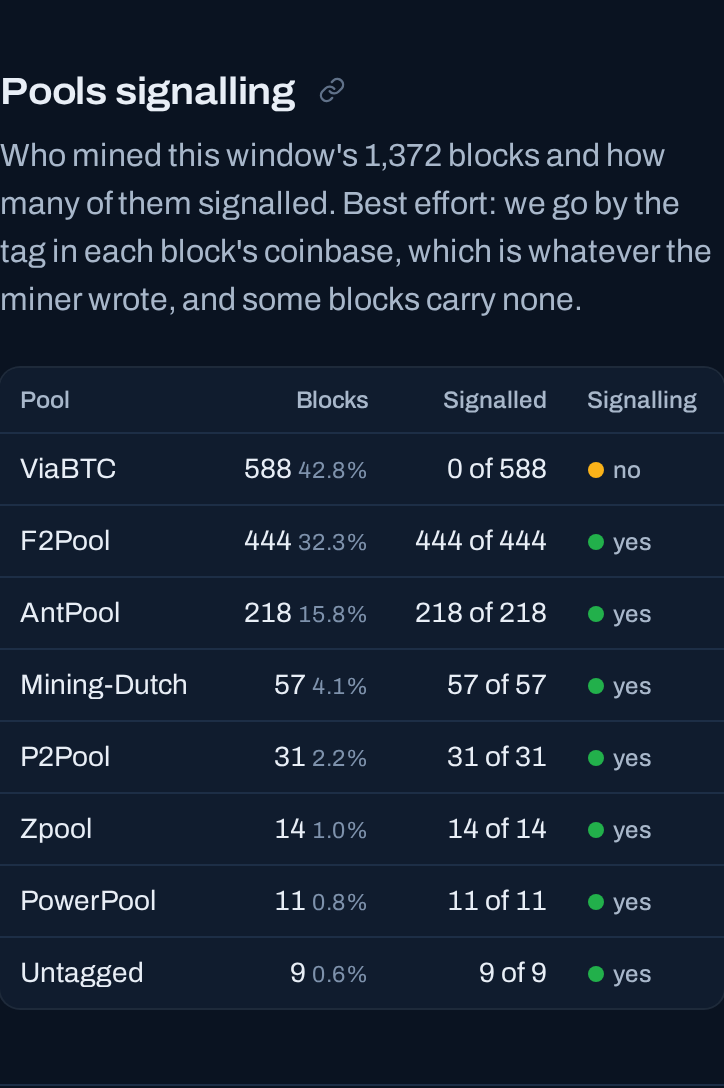 Pools signalling
Who mined this window's 1,372 blocks and how
many of them signalled. Best effort: we go by the
tag in each block's coinbase, which is whatever the
miner wrote, and some blocks carry none.
Pool Blocks Signalled Signalling
ViaBTC 588 42.8% 0 of 588 no
F2Pool 444 32.3% 444 of 444 yes
AntPool 218 15.8% 218 of 218 yes
Mining-Dutch 57 4.1% 57 of 57 yes
P2Pool 31 2.2% 31 of 31 yes
Zpool 14 1.0% 14 of 14 yes
PowerPool 11 0.8% 11 of 11 yes
Untagged 9 0.6% 9 of 9 yes